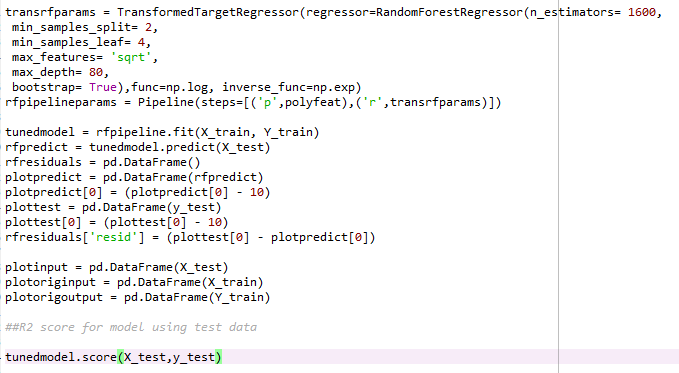 transrfparams = TransformedTargetRegressor(regressor=RandomForestRegressor(n_estimators= 1600,
 min_samples_split= 2,
 min_samples_leaf= 4,
 max_features= 'sqrt',
 max_depth= 80,
 bootstrap= True),func=np.log, inverse_func=np.exp)
rfpipelineparams = Pipeline(steps=[('p',polyfeat),('r',transrfparams)])

tunedmodel = rfpipeline.fit(X_train, Y_train)
rfpredict = tunedmodel.predict(X_test)
rfresiduals = pd.DataFrame()
plotpredict = pd.DataFrame(rfpredict)
plotpredict[0] = (plotpredict[0] - 10)
plottest = pd.DataFrame(y_test)
plottest[0] = (plottest[0] - 10)
rfresiduals['resid'] = (plottest[0] - plotpredict[0])

plotinput = pd.DataFrame(X_test)
plotoriginput = pd.DataFrame(X_train)
plotorigoutput = pd.DataFrame(Y_train)

##R2 score for model using test data

tunedmodel.score(X_test,y_test)